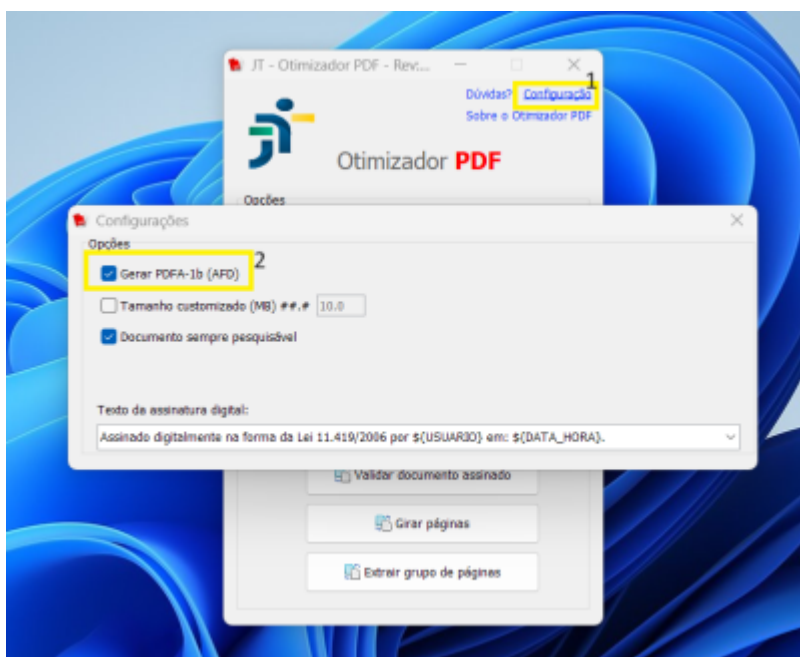 JT - Otimizador PDF - Rev:...
1
Dúvidas? Configuração
Sobre o Otimizador PDF
Otimizador PDF
Opções
Configurações
Opções
2
Gerar PDFA-1b (AFD)
Tamanho customizado (MB) ##.# 10.0
Documento sempre pesquisável
Texto da assinatura digital:
Assinado digitalmente na forma da Lei 11.419/2006 por ${USUARIO} em: ${DATA_HORA}.
Validar documento assinado
Girar páginas
Extrair grupo de páginas